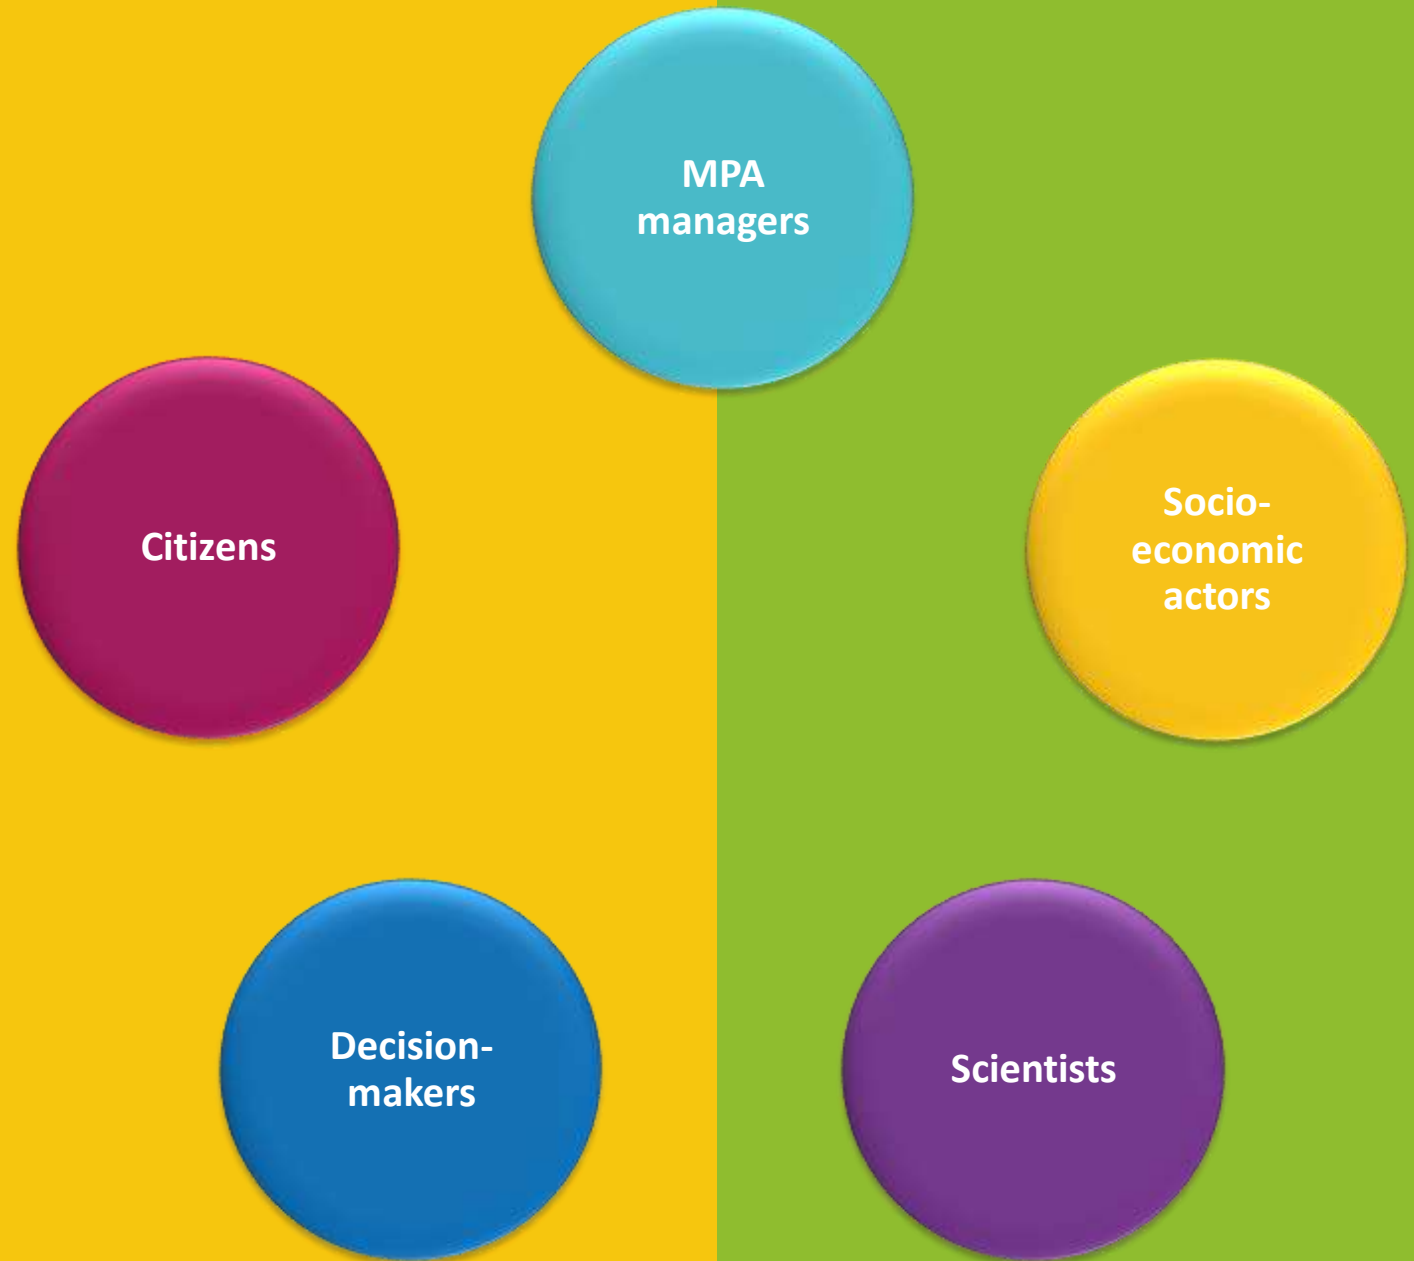 MPA
managers
Citizens
Socio-
economic
actors
Decision-
makers
Scientists